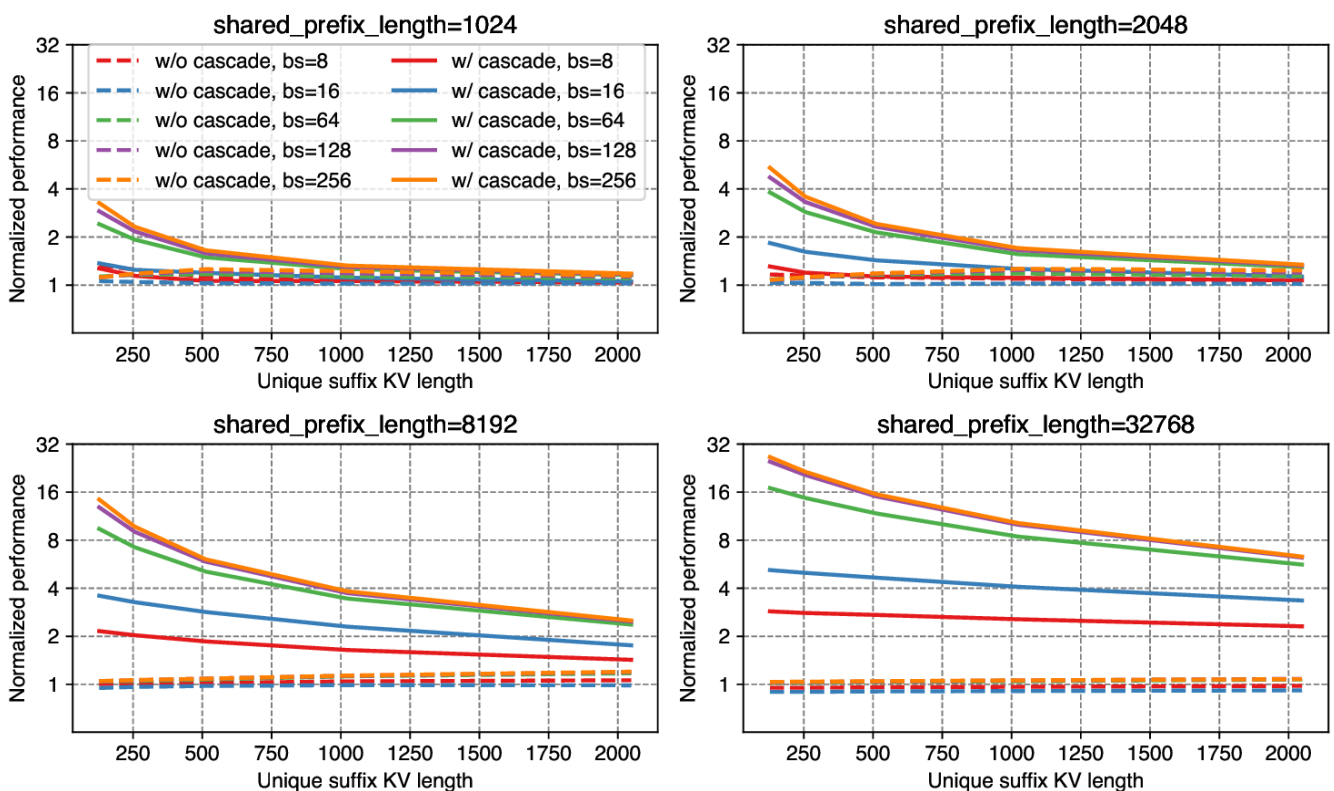 shared_prefix_length=1024
32
16
8
4
2
1
Normalized performance
w/o cascade, bs=8
w/o cascade, bs=16
w/o cascade, bs=64
w/o cascade, bs=128
w/o cascade, bs=256
w/ cascade, bs=8
w/ cascade, bs=16
w/ cascade, bs=64
w/ cascade, bs=128
w/ cascade, bs=256
250 500 750 1000 1250 1500 1750 2000
Unique suffix KV length
shared_prefix_length=2048
32
16
8
4
2
1
Normalized performance
250 500 750 1000 1250 1500 1750 2000
Unique suffix KV length
shared_prefix_length=8192
32
16
8
4
2
1
Normalized performance
250 500 750 1000 1250 1500 1750 2000
Unique suffix KV length
shared_prefix_length=32768
32
16
8
4
2
1
Normalized performance
250 500 750 1000 1250 1500 1750 2000
Unique suffix KV length